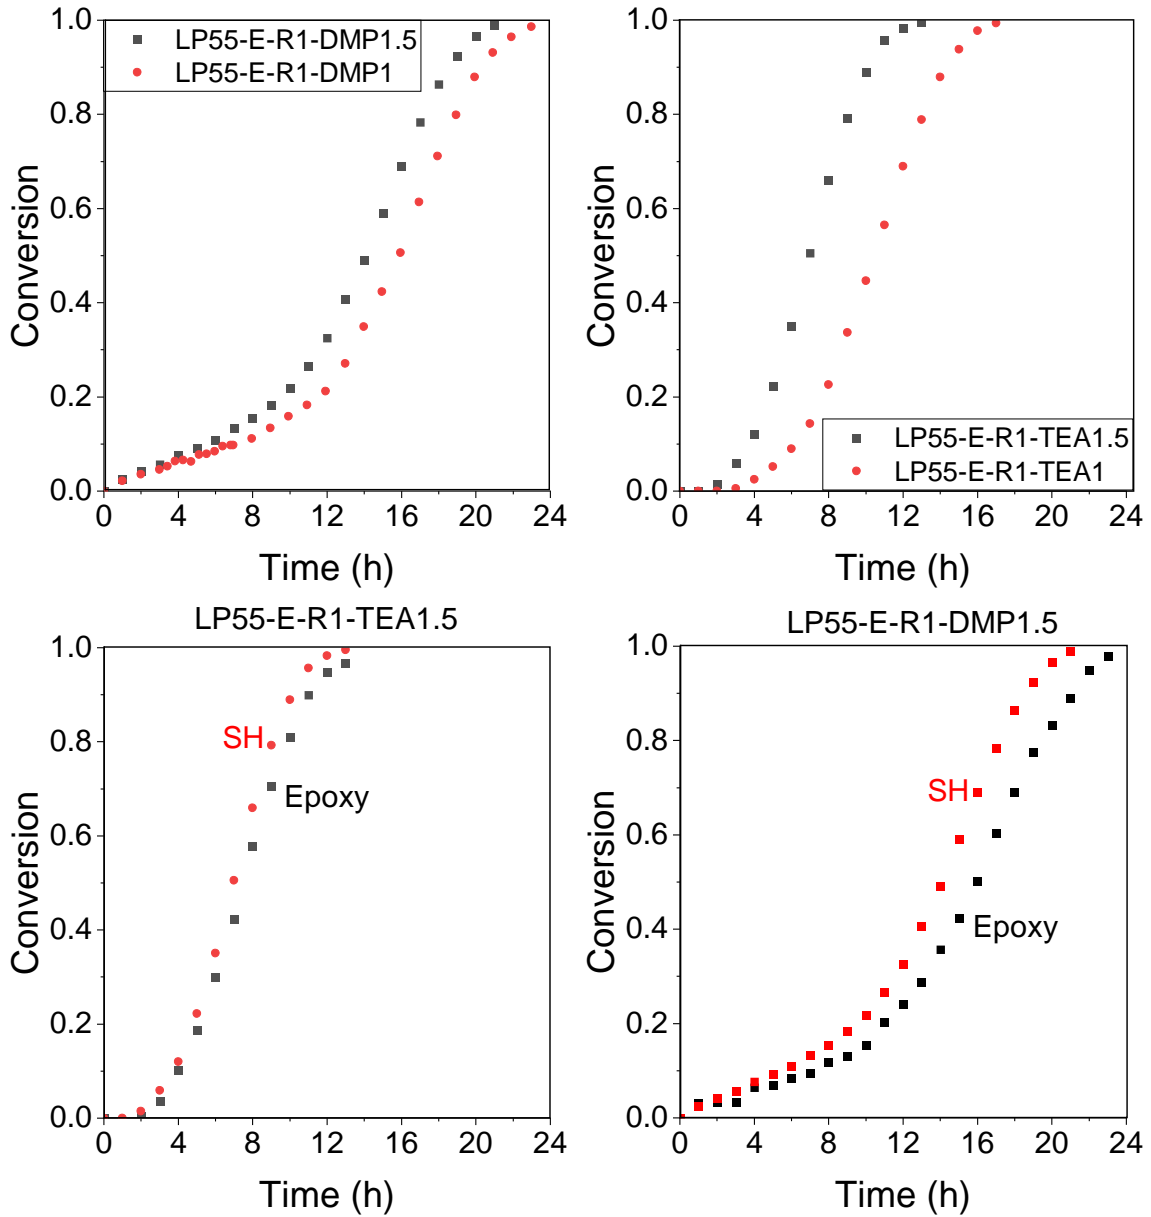 LP55-E-R1-DMP1.5
LP55-E-R1-DMP1
Conversion
1.0
0.8
0.6
0.4
0.2
0.0
0 4 8 12 16 20 24
Time (h)
LP55-E-R1-TEA1.5
LP55-E-R1-TEA1
Conversion
1.0
0.8
0.6
0.4
0.2
0.0
0 4 8 12 16 20 24
Time (h)
LP55-E-R1-TEA1.5
SH
Epoxy
Conversion
1.0
0.8
0.6
0.4
0.2
0.0
0 4 8 12 16 20 24
Time (h)
LP55-E-R1-DMP1.5
SH
Epoxy
Conversion
1.0
0.8
0.6
0.4
0.2
0.0
0 4 8 12 16 20 24
Time (h)